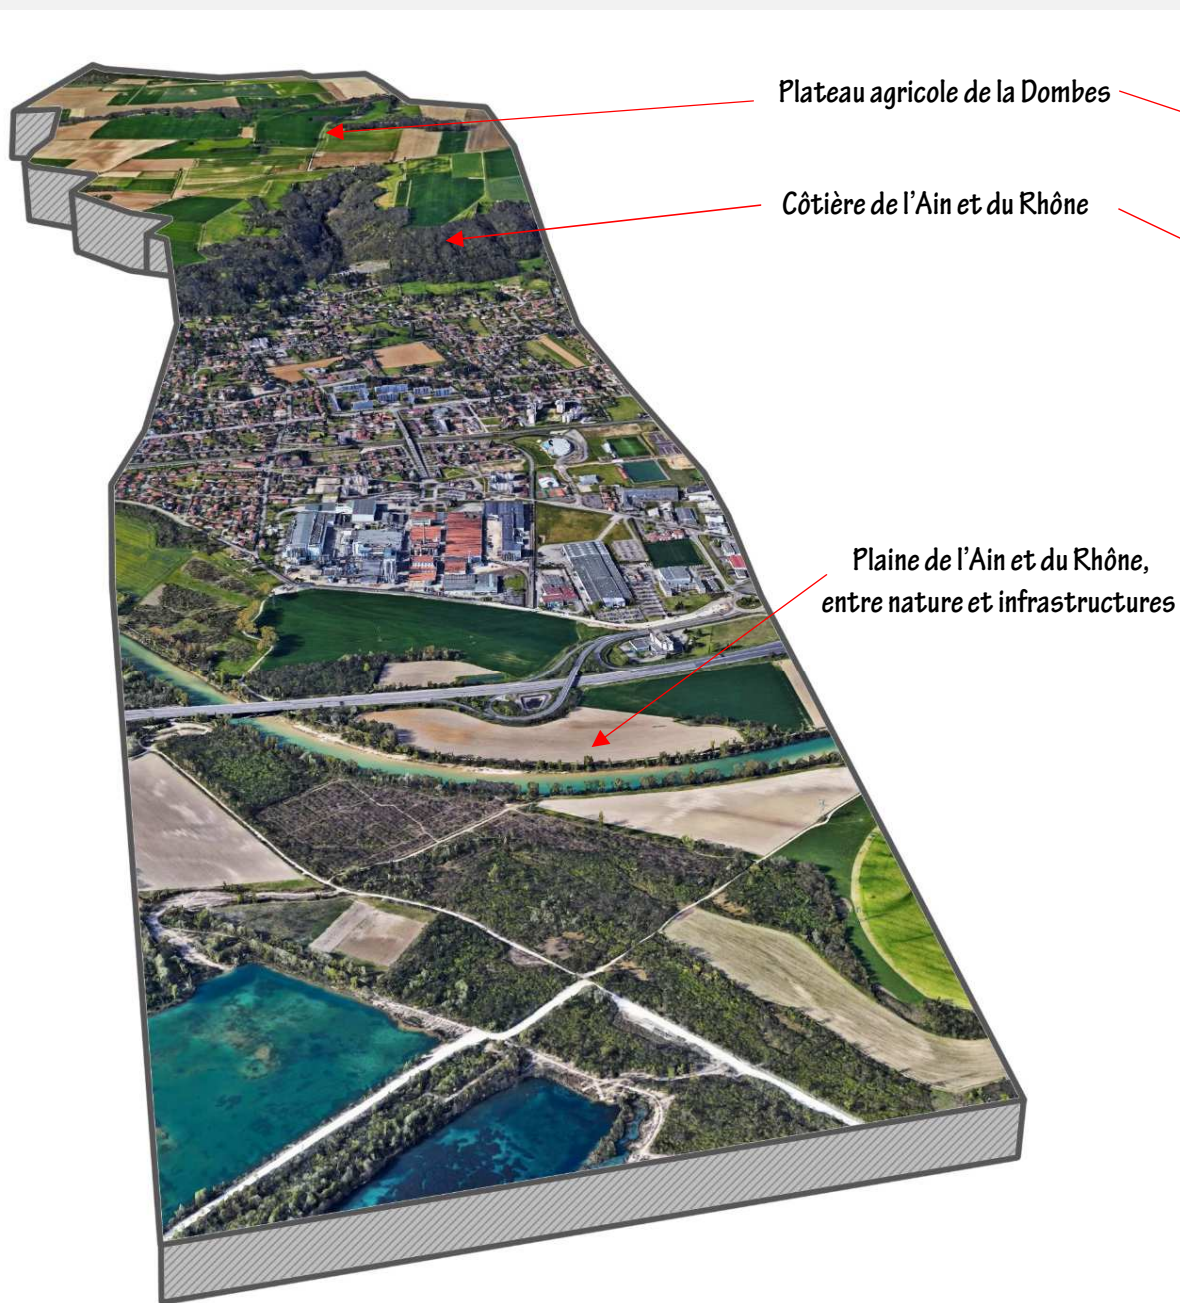 Plateau agricole de la Dombes
Côtière de l'Ain et du Rhône
Plaine de l'Ain et du Rhône,
entre nature et infrastructures